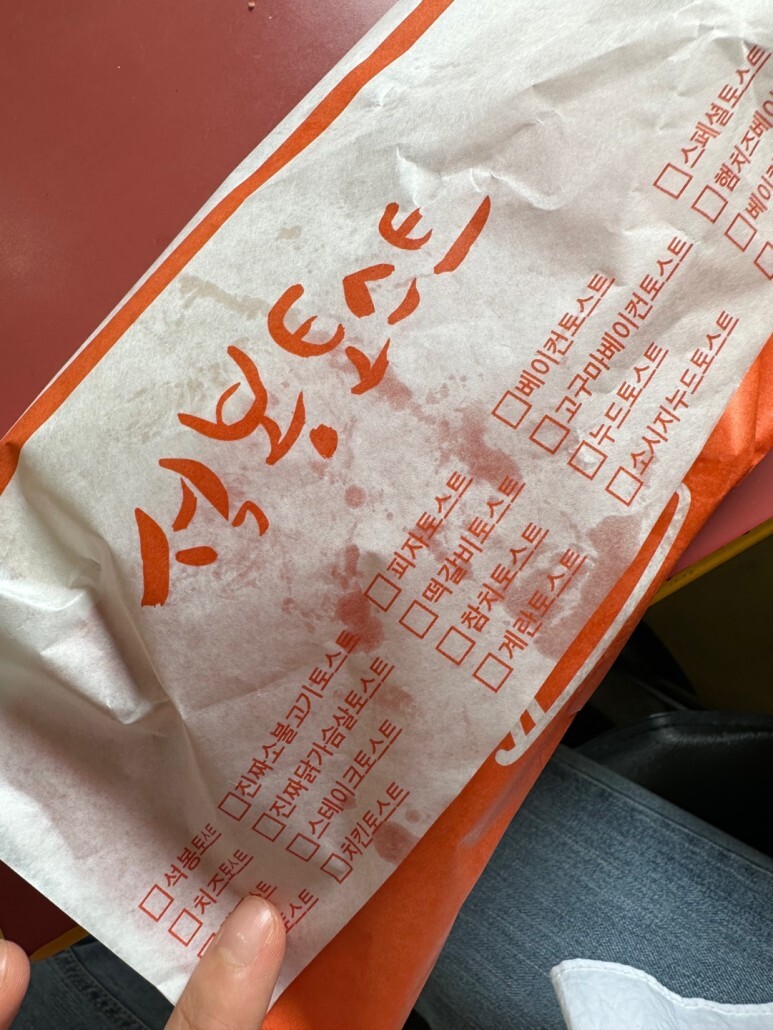 석봉토스트
석봉토스트
치즈토스트
진짜소불고기토스트
진짜닭가슴살토스트
스테이크토스트
치킨토스트
피자토스트
떡갈비토스트
참치토스트
계란토스트
베이컨토스트
고구마베이컨토스트
누드토스트
소시지누드토스트
스페셜토스트
햄치즈베이
베이컨